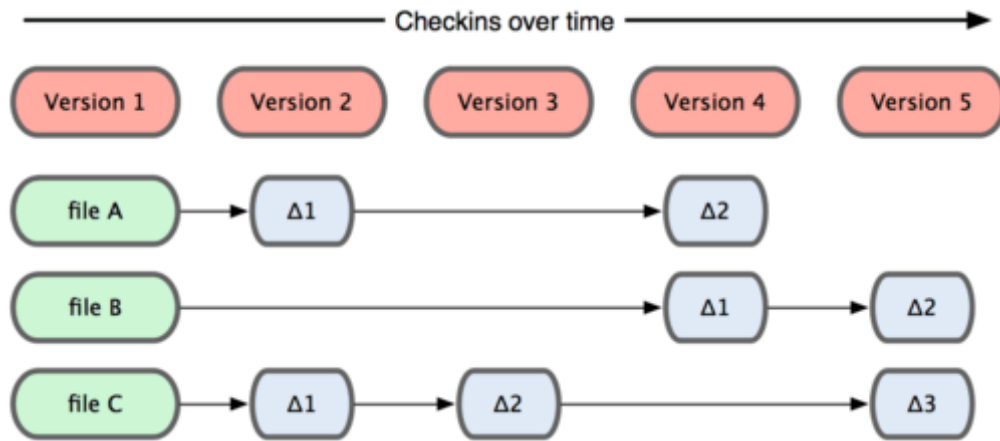 Checkins over time
Version 1 Version 2 Version 3 Version 4 Version 5
file A Δ1 Δ2
file B Δ1 Δ2
file C Δ1 Δ2 Δ3